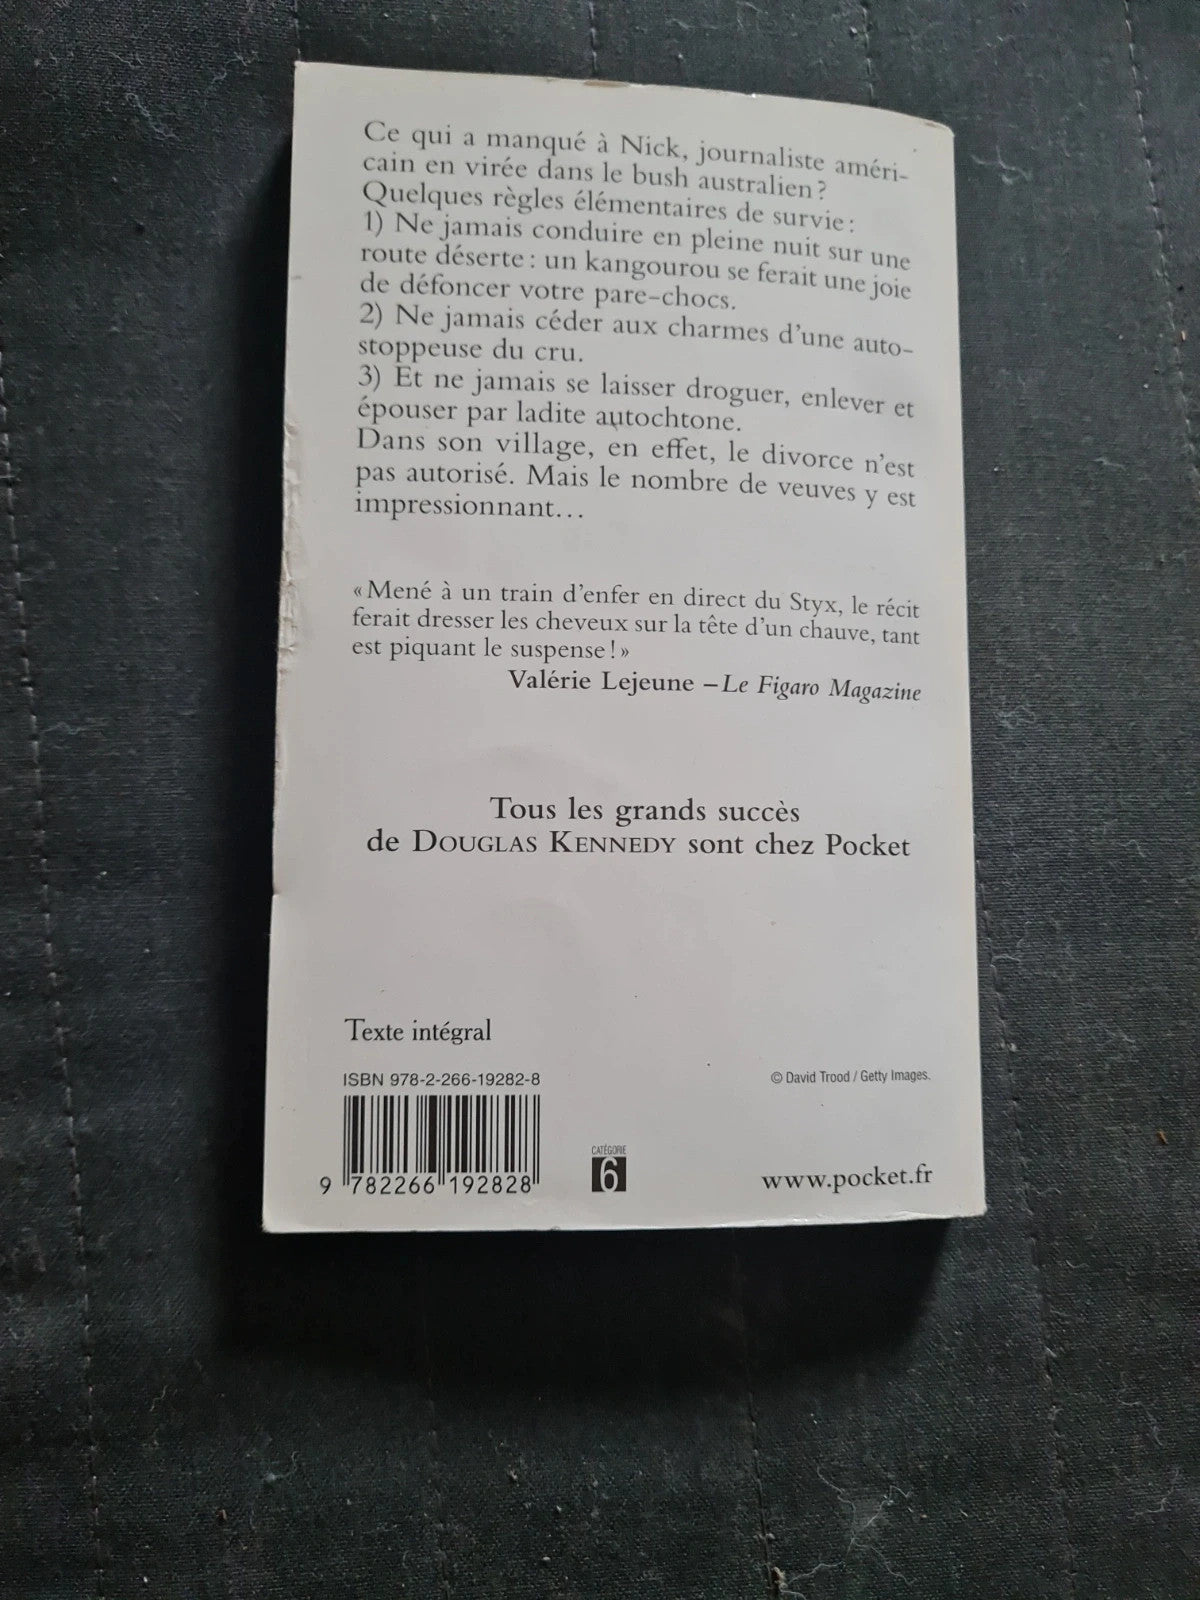 Ce qui a manqué à Nick, journaliste améri-
cain en virée dans le bush australien ?
Quelques règles élémentaires de survie :
1) Ne jamais conduire en pleine nuit sur une
route déserte : un kangourou se ferait une joie
de défoncer votre pare-chocs.
2) Ne jamais céder aux charmes d'une auto-
stoppeuse du cru.
3) Et ne jamais se laisser droguer, enlever et
épouser par ladite autochtone.
Dans son village, en effet, le divorce n'est
pas autorisé. Mais le nombre de veuves y est
impressionnant…
« Mené à un train d'enfer en direct du Styx, le récit
ferait dresser les cheveux sur la tête d'un chauve, tant
est piquant le suspense ! »
Valérie Lejeune – Le Figaro Magazine
Tous les grands succès
de DOUGLAS KENNEDY sont chez Pocket
Texte intégral
ISBN 978-2-266-19282-8
© David Trood / Getty Images.
CATÉGORIE
6
9 782266 192828
www.pocket.fr